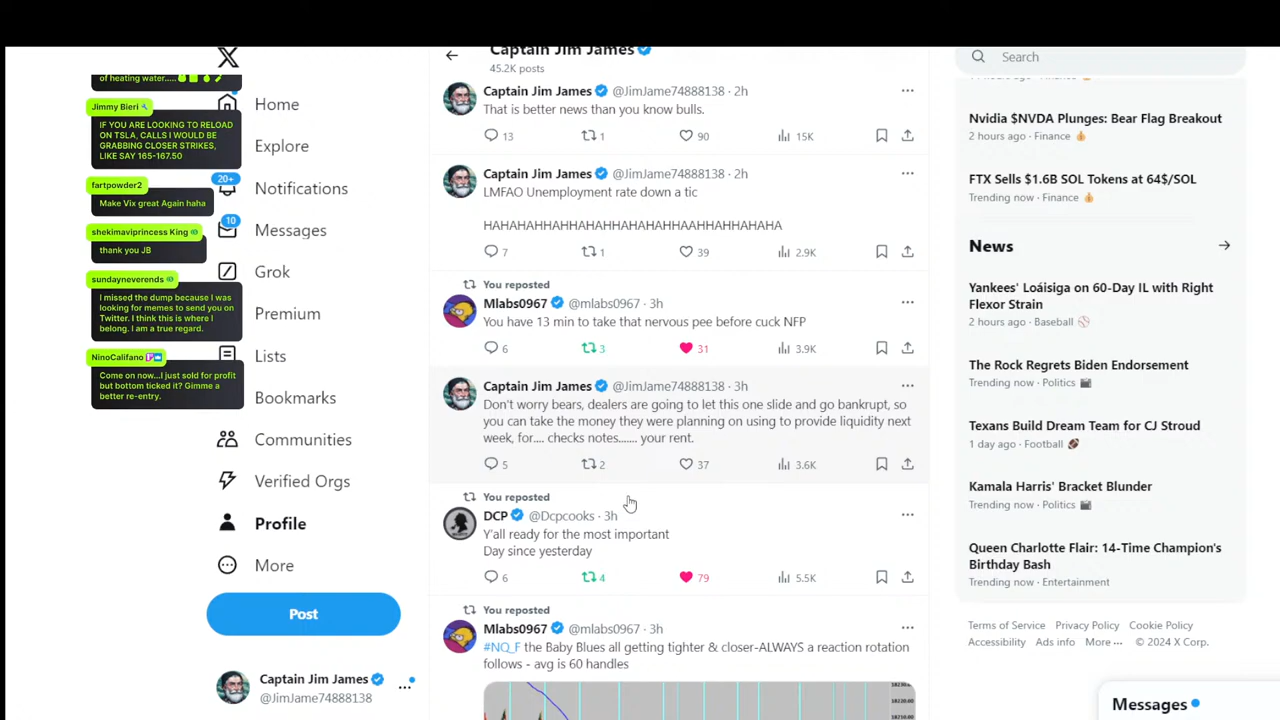 of heating water.....
Jimmy Bieri
IF YOU ARE LOOKING TO RELOAD
ON TSLA, CALLS I WOULD BE
GRABBING CLOSER STRIKES,
LIKE SAY 165-167.50
fartpowder2
Make Vix great Again haha
shekimaviprincess King
thank you JB
sundayneverends
I missed the dump because I was
looking for memes to send you on
Twitter. I think this is where I
belong. I am a true regard.
NinoCalifano
Come on now...I just sold for profit
but bottom ticked it? Gimme a
better re-entry.
X
Home
Explore
20+
Notifications
10
Messages
Grok
Premium
Lists
Bookmarks
Communities
Verified Orgs
Profile
More
Post
Captain Jim James
@JimJame74888138
Captain Jim James
45.2K posts
Captain Jim James @JimJame74888138 · 2h
That is better news than you know bulls.
13 1 90 15K
Captain Jim James @JimJame74888138 · 2h
LMFAO Unemployment rate down a tic
HAHAHAHHAHHAHAHHAHAHAHHAAHHAHHAHAHA
7 1 39 2.9K
You reposted
Mlabs0967 @mlabs0967 · 3h
You have 13 min to take that nervous pee before cuck NFP
6 3 31 3.9K
Captain Jim James @JimJame74888138 · 3h
Don't worry bears, dealers are going to let this one slide and go bankrupt, so
you can take the money they were planning on using to provide liquidity next
week, for.... checks notes....... your rent.
5 2 37 3.6K
You reposted
DCP @Dcpcooks · 3h
Y'all ready for the most important
Day since yesterday
6 4 79 5.5K
You reposted
Mlabs0967 @mlabs0967 · 3h
#NQ_F the Baby Blues all getting tighter & closer-ALWAYS a reaction rotation
follows - avg is 60 handles
18230.00
18210.00
Search
Nvidia $NVDA Plunges: Bear Flag Breakout
2 hours ago · Finance
FTX Sells $1.6B SOL Tokens at 64$/SOL
Trending now · Finance
News
Yankees' Loáisiga on 60-Day IL with Right
Flexor Strain
2 hours ago · Baseball
The Rock Regrets Biden Endorsement
Trending now · Politics
Texans Build Dream Team for CJ Stroud
1 day ago · Football
Kamala Harris' Bracket Blunder
Trending now · Politics
Queen Charlotte Flair: 14-Time Champion's
Birthday Bash
Trending now · Entertainment
Terms of Service Privacy Policy Cookie Policy
Accessibility Ads info More ··· © 2024 X Corp.
Messages